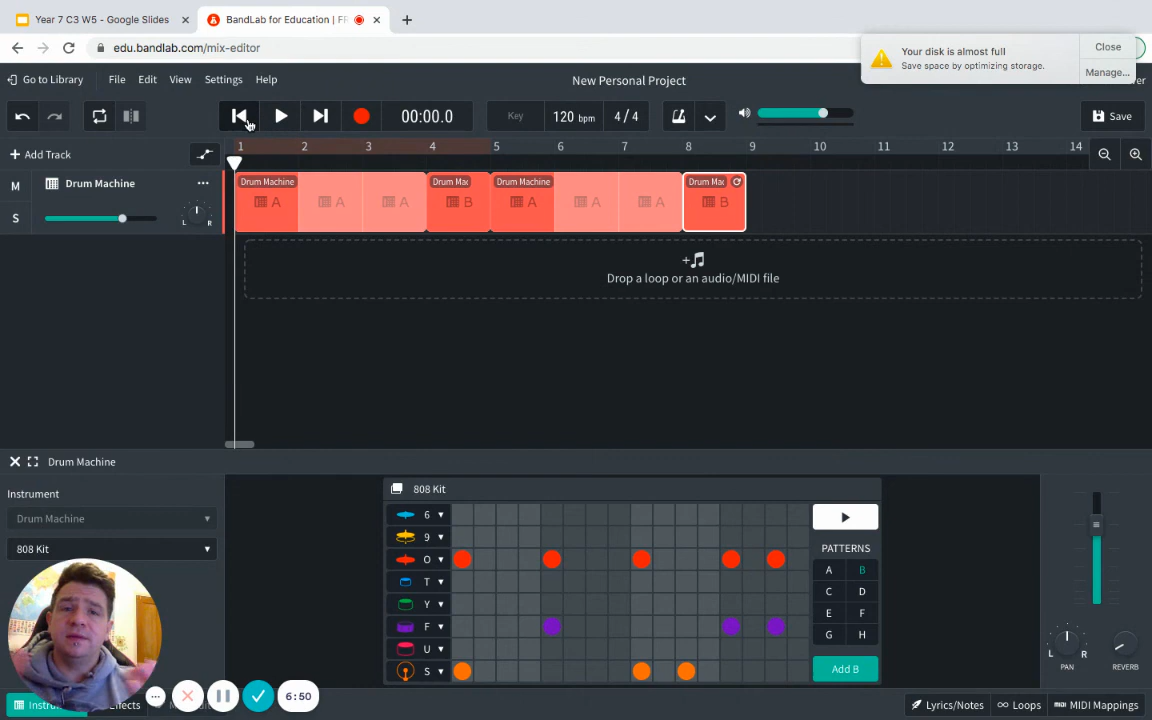 Year 7 C3 W5 - Google Slides
BandLab for Education | FR
edu.bandlab.com/mix-editor
Your disk is almost full
Save space by optimizing storage.
Close
Manage...
Go to Library File Edit View Settings Help
New Personal Project
00:00.0
Key
120 bpm
4 / 4
Save
Add Track
1 2 3 4 5 6 7 8 9 10 11 12 13 14
M
Drum Machine
S
L R
Drum Machine Drum Mac Drum Machine Drum Mac
A A A B A A A B
Drop a loop or an audio/MIDI file
Drum Machine
Instrument
Drum Machine
808 Kit
808 Kit
6
9
O
T
Y
F
U
S
PATTERNS
A B
C D
E F
G H
Add B
L R
PAN
REVERB
6:50
Lyrics/Notes
Loops
MIDI Mappings